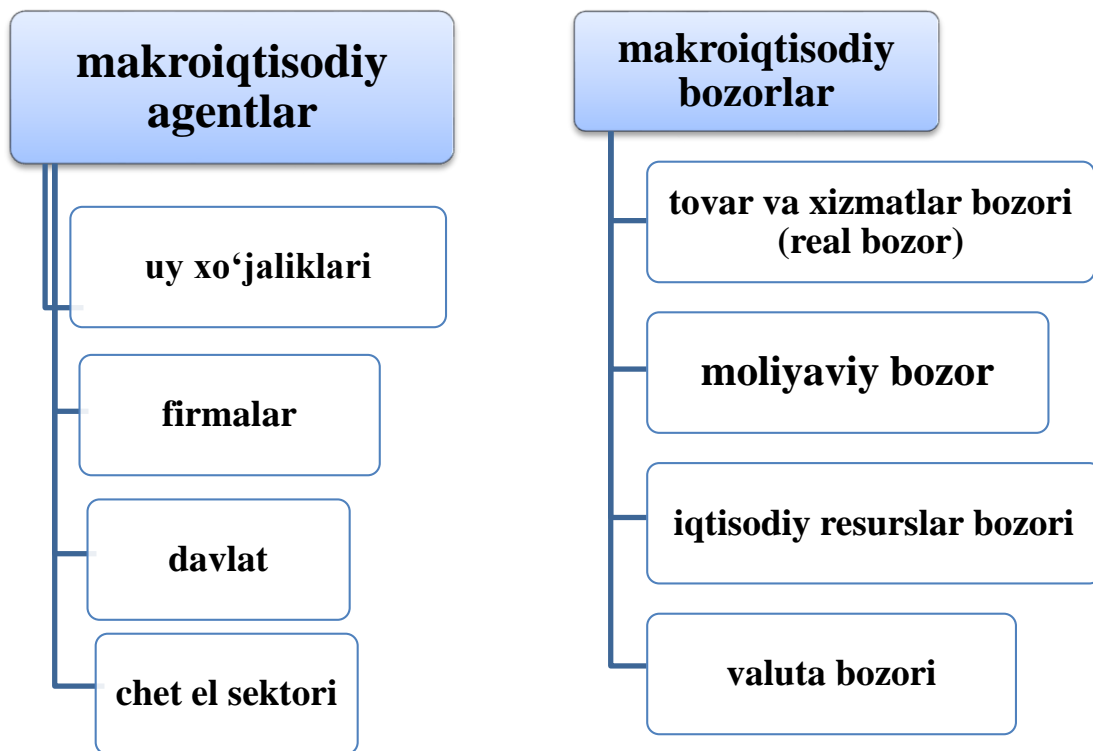 makroiqtisodiy
agentlar
uy xo‘jaliklari
firmalar
davlat
chet el sektori
makroiqtisodiy
bozorlar
tovar va xizmatlar bozori
(real bozor)
moliyaviy bozor
iqtisodiy resurslar bozori
valuta bozori